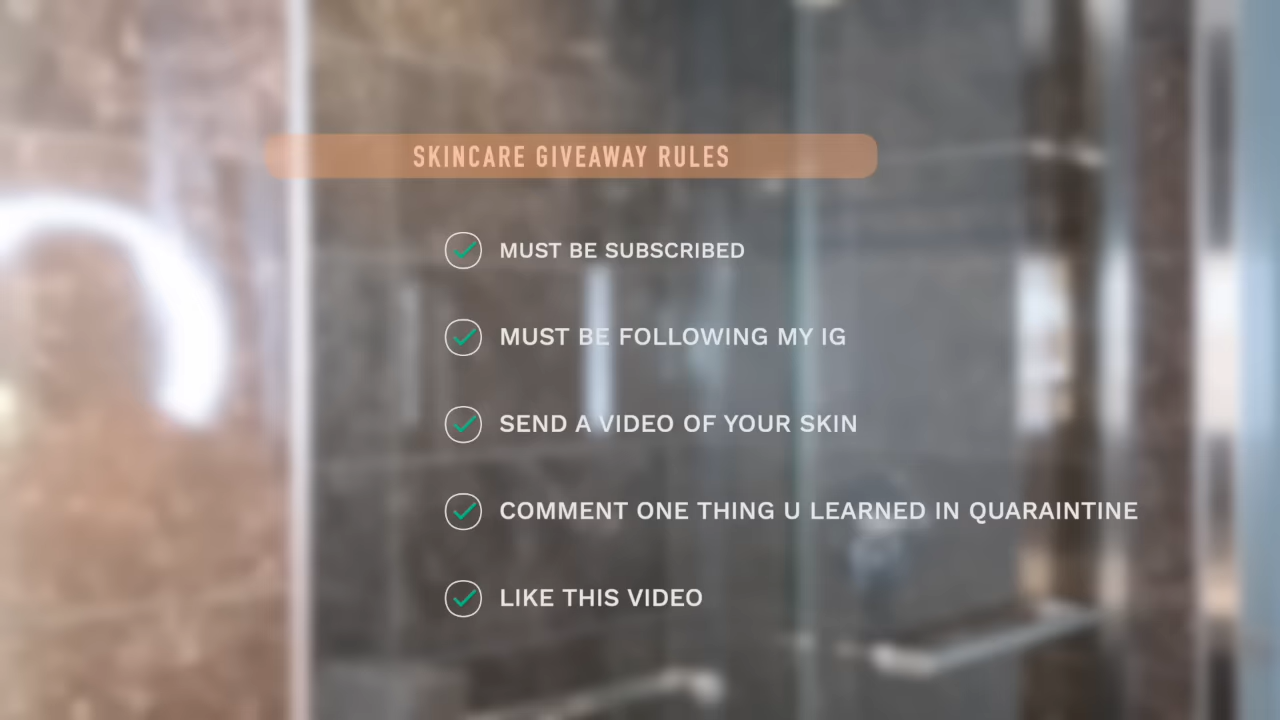 SKINCARE GIVEAWAY RULES
MUST BE SUBSCRIBED
MUST BE FOLLOWING MY IG
SEND A VIDEO OF YOUR SKIN
COMMENT ONE THING U LEARNED IN QUARAINTINE
LIKE THIS VIDEO